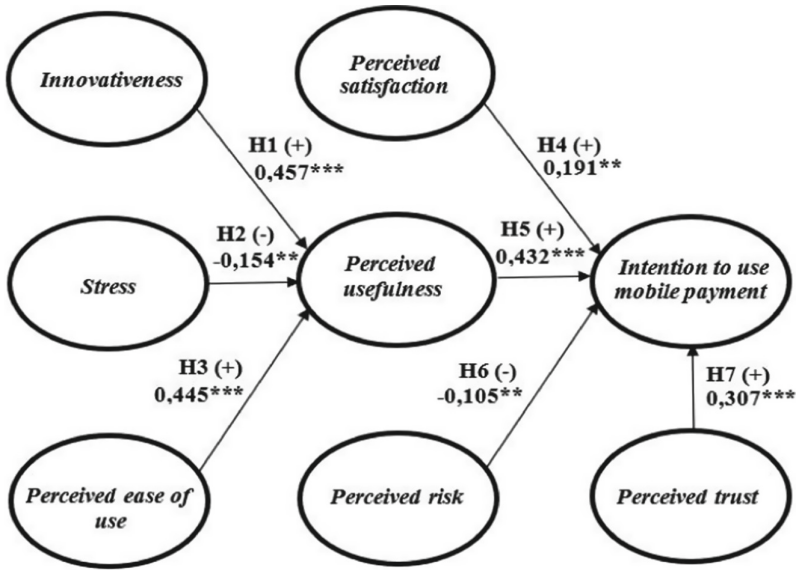 Innovativeness
Perceived
satisfaction
H1 (+)
0,457***
H4 (+)
0,191**
Stress
H2 (-)
-0,154**
Perceived
usefulness
H5 (+)
0,432***
Intention to use
mobile payment
H3 (+)
0,445***
H6 (-)
-0,105**
H7 (+)
0,307***
Perceived ease of
use
Perceived risk
Perceived trust